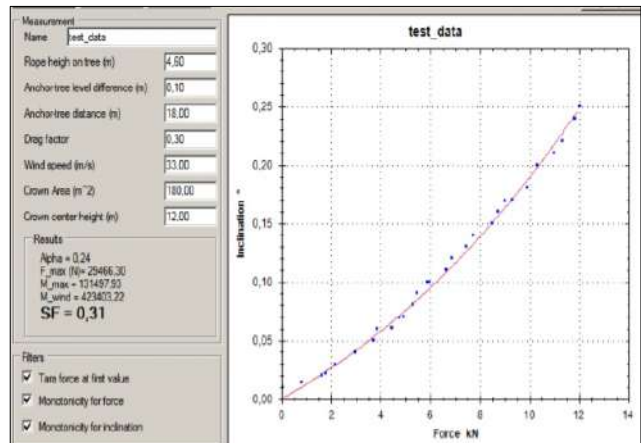 Measurement
Name test_data
Rope heigh on tree (m) 4,60
Anchor-tree level difference (m) 0,10
Anchor-tree distance (m) 18,00
Drag factor 0,30
Wind speed (m/s) 33,00
Crown Area (m^2) 180,00
Crown center height (m) 12,00
Results
Alpha = 0.24
F_max (N)= 29466.30
M_max = 131497.93
M_wind = 423403.22
SF = 0,31
Filters
Tara force at first value
Monotonicity for force
Monotonicity for inclination
test_data
0,30
0,25
0,20
0,15
0,10
0,05
0,00
Inclination °
0 2 4 6 8 10 12 14
Force kN